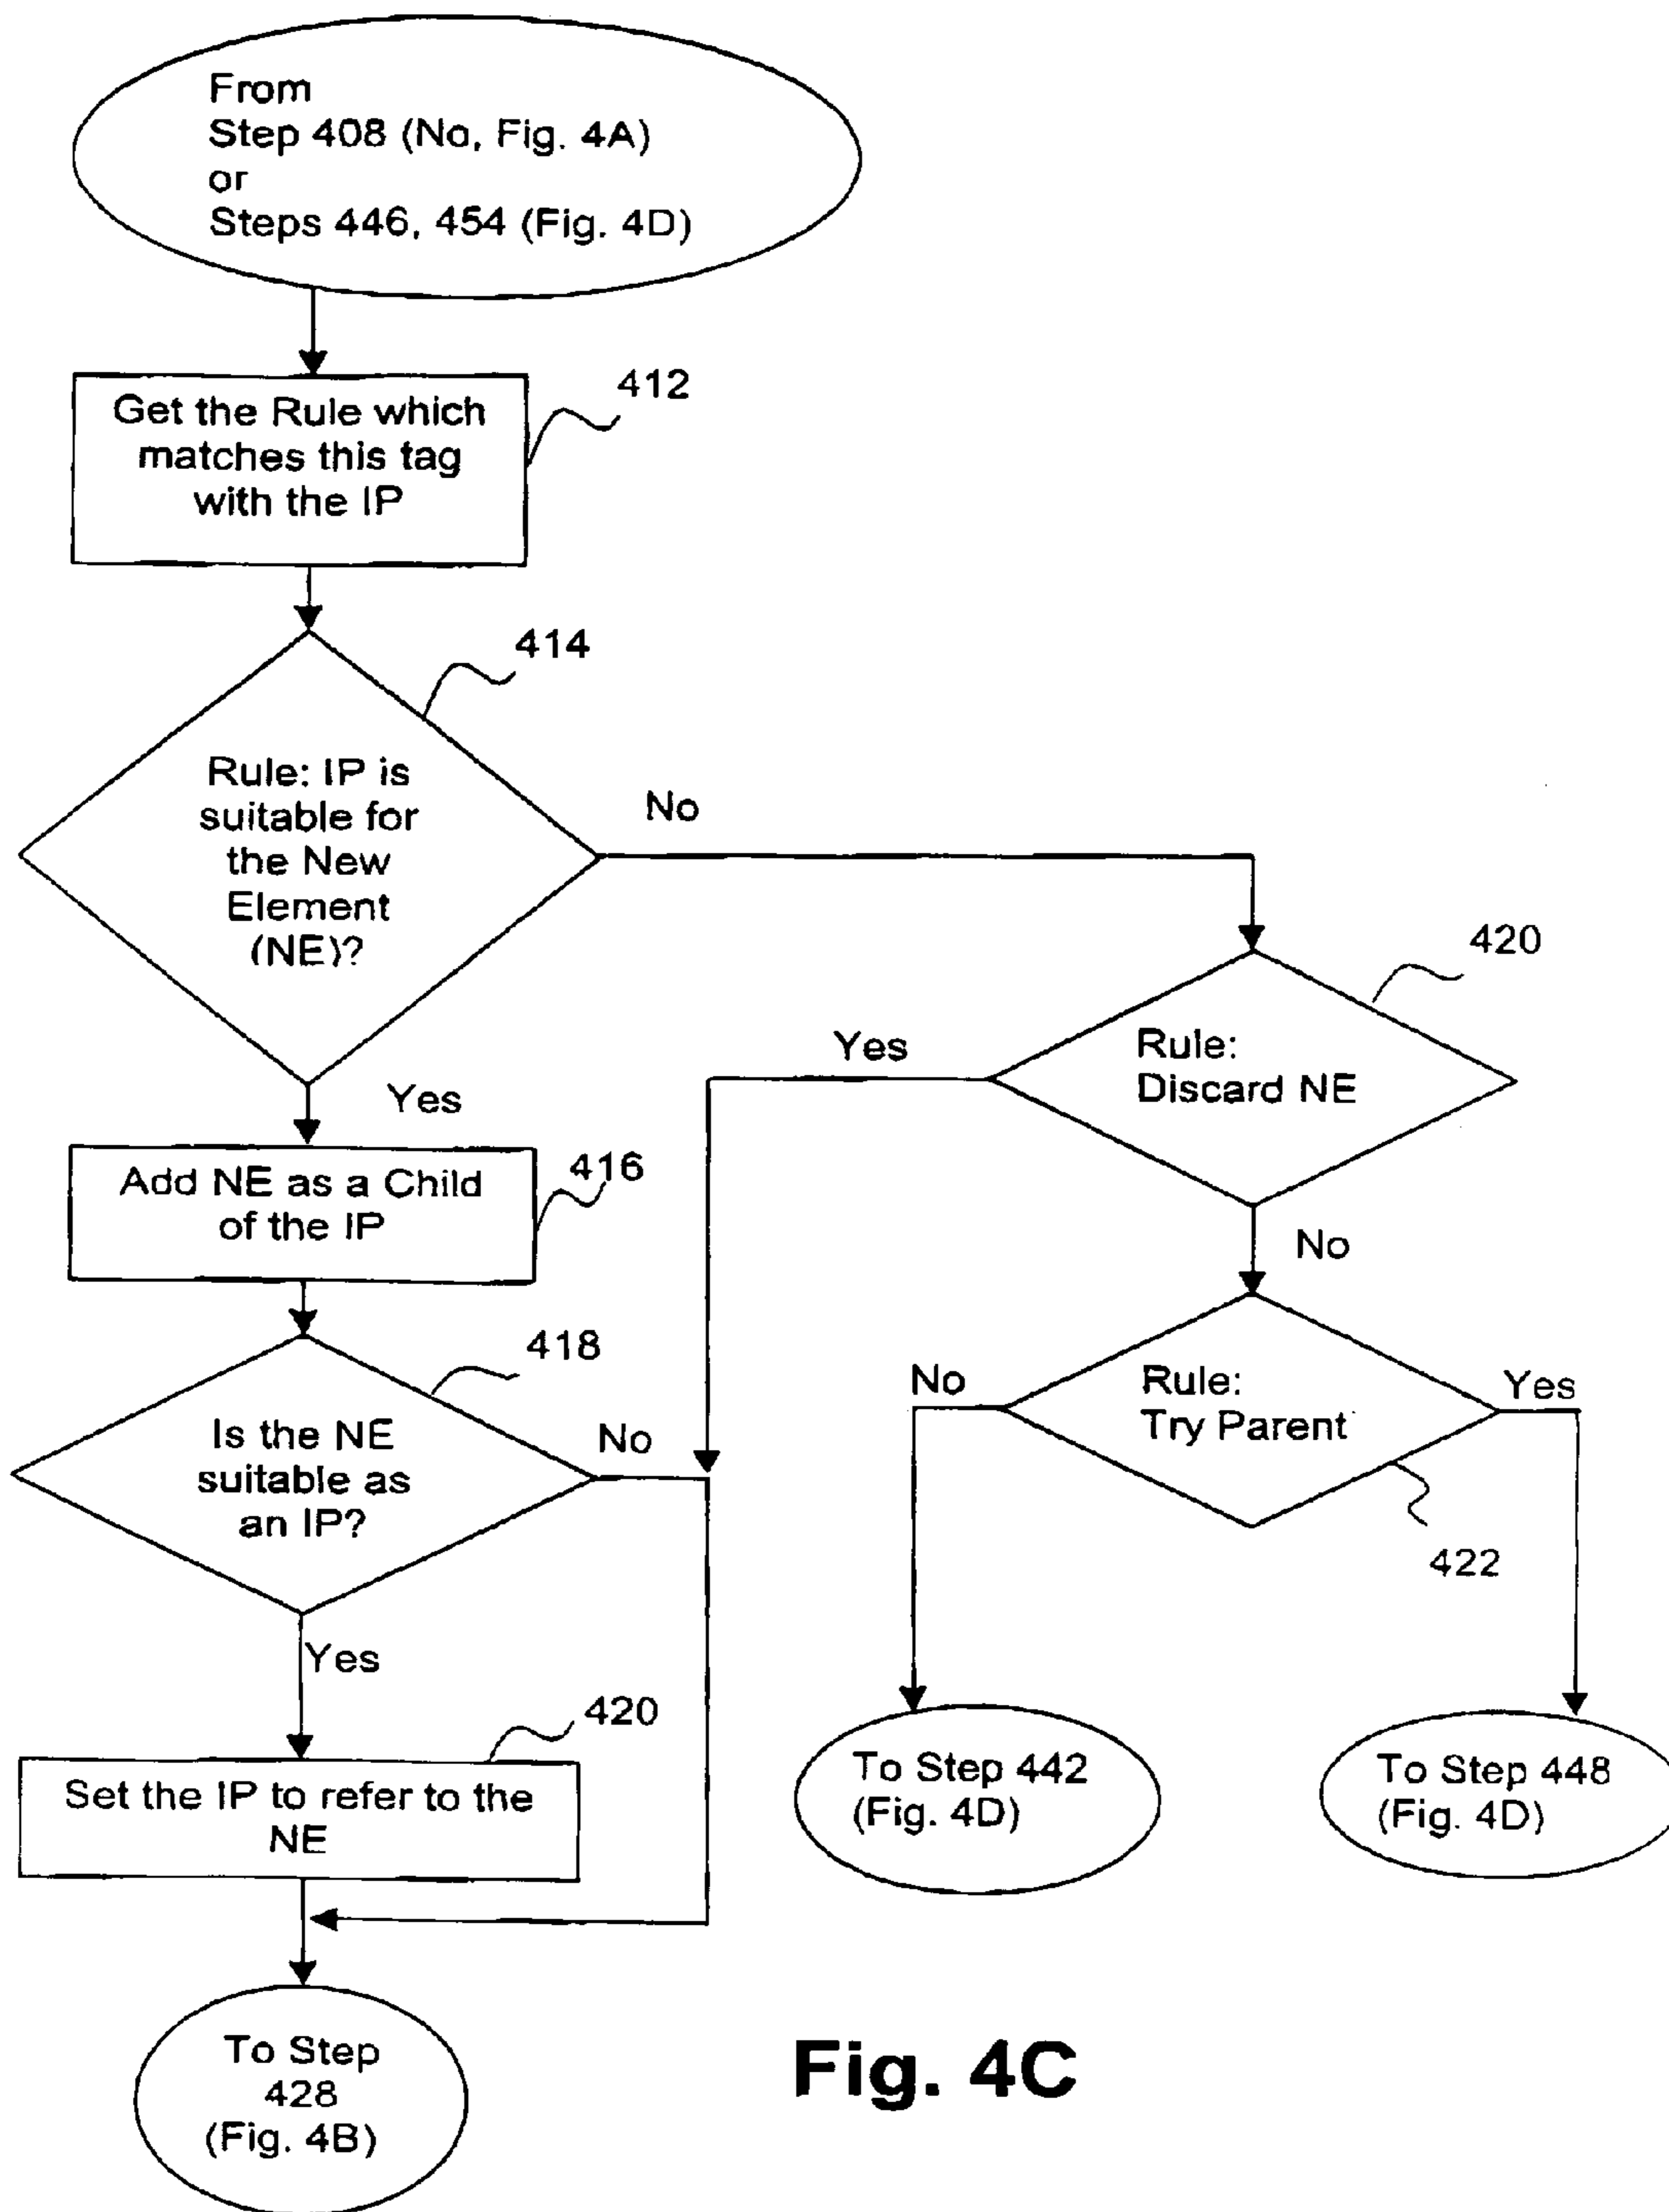 From
Step 408 (No, Fig. 4A)
or
Steps 446, 454 (Fig. 4D)
412
Get the Rule which
matches this tag
with the IP
414
Rule: IP is
suitable for
the New
Element
(NE)?
No
Yes
420
Rule:
Discard NE
Yes
No
416
Add NE as a Child
of the IP
418
Is the NE
suitable as
an IP?
No
Yes
Rule:
Try Parent
No
Yes
422
420
Set the IP to refer to the
NE
To Step 442
(Fig. 4D)
To Step 448
(Fig. 4D)
To Step
428
(Fig. 4B)
Fig. 4C